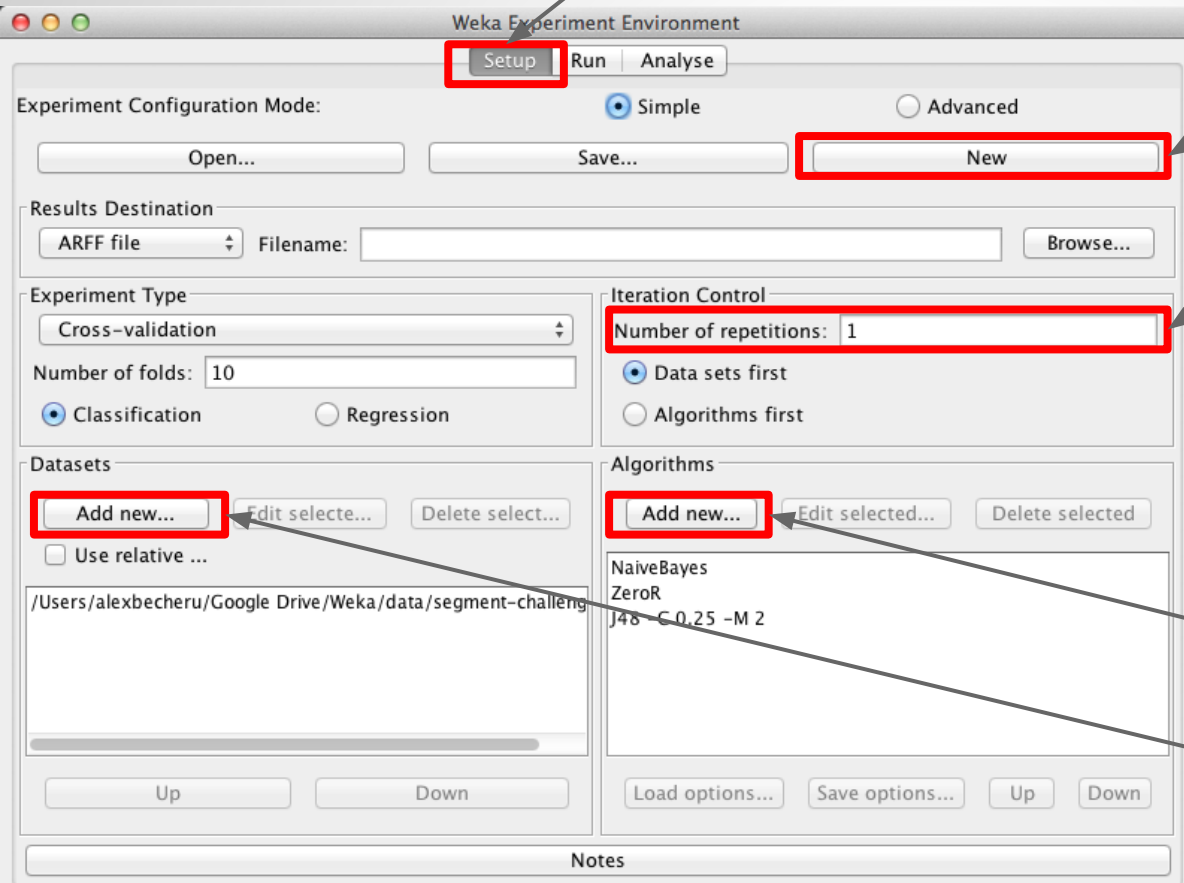 Weka Experiment Environment
Setup Run Analyse
Experiment Configuration Mode: Simple Advanced
Open... Save... New
Results Destination
ARFF file Filename: Browse...
Experiment Type
Cross-validation
Number of folds: 10
Classification Regression
Iteration Control
Number of repetitions: 1
Data sets first
Algorithms first
Datasets
Add new... Edit selecte... Delete select...
Use relative ...
/Users/alexbecheru/Google Drive/Weka/data/segment-challeng
Up Down
Algorithms
Add new... Edit selected... Delete selected
NaiveBayes
ZeroR
J48 -C 0.25 -M 2
Load options... Save options... Up Down
Notes